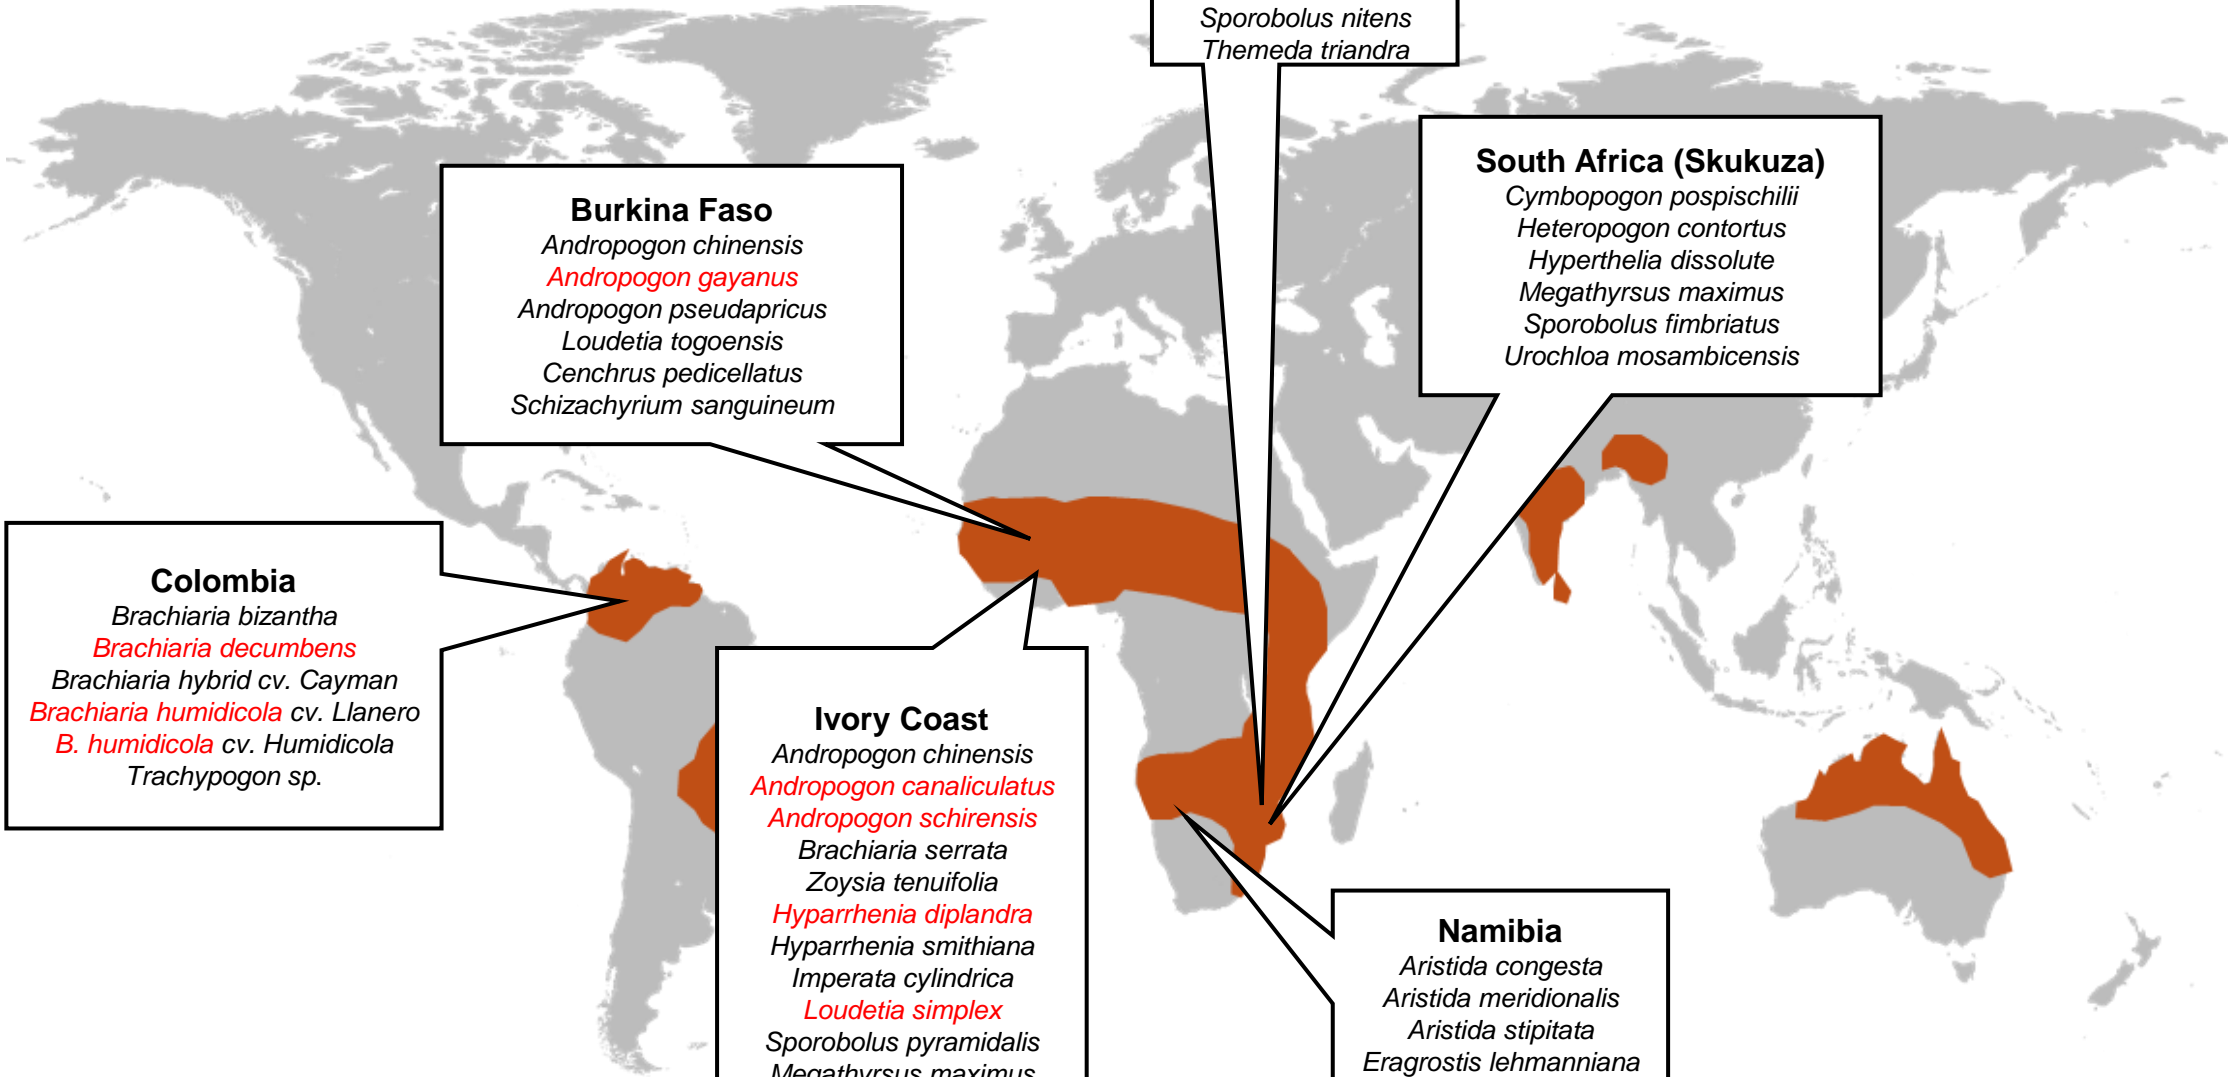 Sporobolus nitens
Themeda triandra
South Africa (Skukuza)
Cymbopogon pospischilii
Heteropogon contortus
Hyperthelia dissolute
Megathyrsus maximus
Sporobolus fimbriatus
Urochloa mosambicensis
Burkina Faso
Andropogon chinensis
Andropogon gayanus
Andropogon pseudapricus
Loudetia togoensis
Cenchrus pedicellatus
Schizachyrium sanguineum
Colombia
Brachiaria bizantha
Brachiaria decumbens
Brachiaria hybrid cv. Cayman
Brachiaria humidicola cv. Llanero
B. humidicola cv. Humidicola
Trachypogon sp.
Ivory Coast
Andropogon chinensis
Andropogon canaliculatus
Andropogon schirensis
Brachiaria serrata
Zoysia tenuifolia
Hyparrhenia diplandra
Hyparrhenia smithiana
Imperata cylindrica
Loudetia simplex
Sporobolus pyramidalis
Megathyrsus maximus
Namibia
Aristida congesta
Aristida meridionalis
Aristida stipitata
Eragrostis lehmanniana